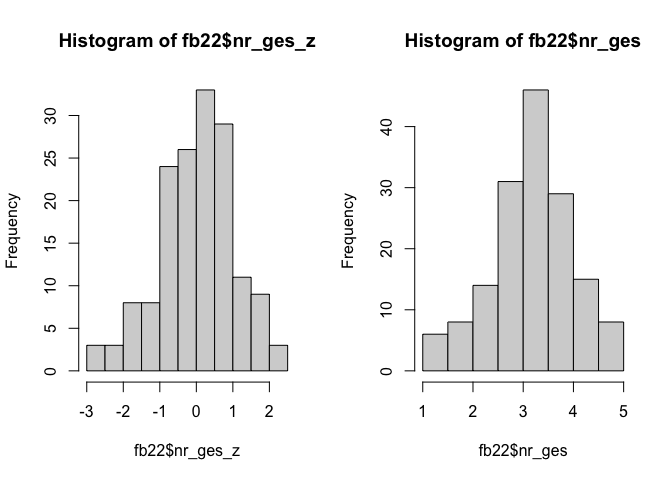 Histogram of fb22$nr_ges_z
Frequency
0
5
10
15
20
25
30
-3 -2 -1 0 1 2
fb22$nr_ges_z
Histogram of fb22$nr_ges
Frequency
0
10
20
30
40
1 2 3 4 5
fb22$nr_ges